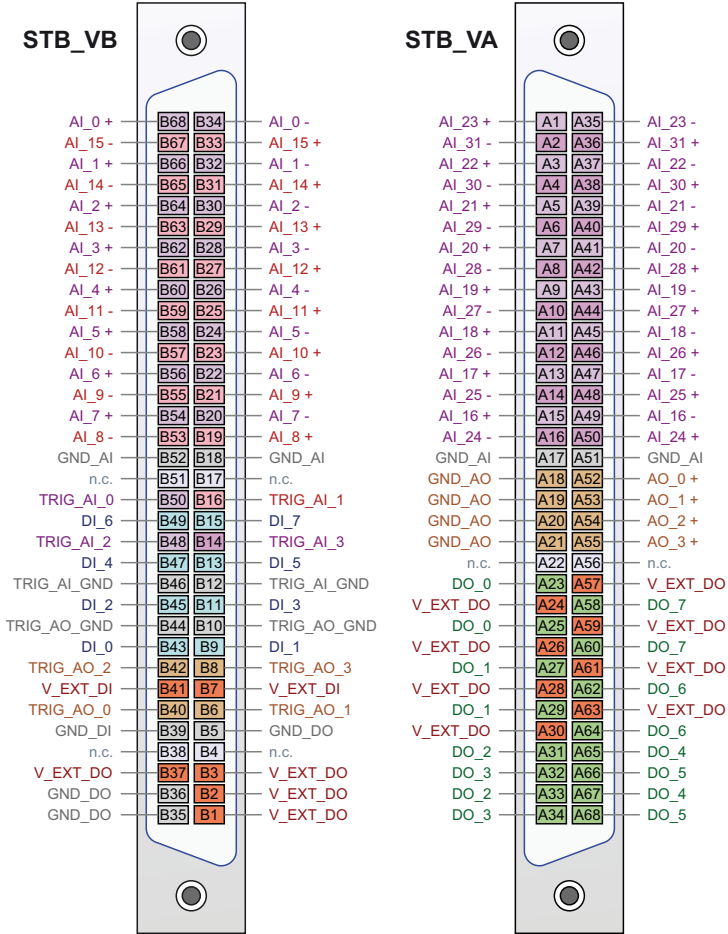 STB_VB STB_VA
AI_0 + B68 B34 AI_0 - AI_23 + A1 A35 AI_23 -
AI_15 - B67 B33 AI_15 + AI_31 - A2 A36 AI_31 +
AI_1 + B66 B32 AI_1 - AI_22 + A3 A37 AI_22 -
AI_14 - B65 B31 AI_14 + AI_30 - A4 A38 AI_30 +
AI_2 + B64 B30 AI_2 - AI_21 + A5 A39 AI_21 -
AI_13 - B63 B29 AI_13 + AI_29 - A6 A40 AI_29 +
AI_3 + B62 B28 AI_3 - AI_20 + A7 A41 AI_20 -
AI_12 - B61 B27 AI_12 + AI_28 - A8 A42 AI_28 +
AI_4 + B60 B26 AI_4 - AI_19 + A9 A43 AI_19 -
AI_11 - B59 B25 AI_11 + AI_27 - A10 A44 AI_27 +
AI_5 + B58 B24 AI_5 - AI_18 + A11 A45 AI_18 -
AI_10 - B57 B23 AI_10 + AI_26 - A12 A46 AI_26 +
AI_6 + B56 B22 AI_6 - AI_17 + A13 A47 AI_17 -
AI_9 - B55 B21 AI_9 + AI_25 - A14 A48 AI_25 +
AI_7 + B54 B20 AI_7 - AI_16 + A15 A49 AI_16 -
AI_8 - B53 B19 AI_8 + AI_24 - A16 A50 AI_24 +
GND_AI B52 B18 GND_AI GND_AI A17 A51 GND_AI
n.c. B51 B17 n.c. GND_AO A18 A52 AO_0 +
TRIG_AI_0 B50 B16 TRIG_AI_1 GND_AO A19 A53 AO_1 +
DI_6 B49 B15 DI_7 GND_AO A20 A54 AO_2 +
TRIG_AI_2 B48 B14 TRIG_AI_3 GND_AO A21 A55 AO_3 +
DI_4 B47 B13 DI_5 n.c. A22 A56 n.c.
TRIG_AI_GND B46 B12 TRIG_AI_GND DO_0 A23 A57 V_EXT_DO
DI_2 B45 B11 DI_3 V_EXT_DO A24 A58 DO_7
TRIG_AO_GND B44 B10 TRIG_AO_GND DO_0 A25 A59 V_EXT_DO
DI_0 B43 B9 DI_1 V_EXT_DO A26 A60 DO_7
TRIG_AO_2 B42 B8 TRIG_AO_3 DO_1 A27 A61 V_EXT_DO
V_EXT_DI B41 B7 V_EXT_DI V_EXT_DO A28 A62 DO_6
TRIG_AO_0 B40 B6 TRIG_AO_1 DO_1 A29 A63 V_EXT_DO
GND_DI B39 B5 GND_DO V_EXT_DO A30 A64 DO_6
n.c. B38 B4 n.c. DO_2 A31 A65 DO_4
V_EXT_DO B37 B3 V_EXT_DO DO_3 A32 A66 DO_5
GND_DO B36 B2 V_EXT_DO DO_2 A33 A67 DO_4
GND_DO B35 B1 V_EXT_DO DO_3 A34 A68 DO_5